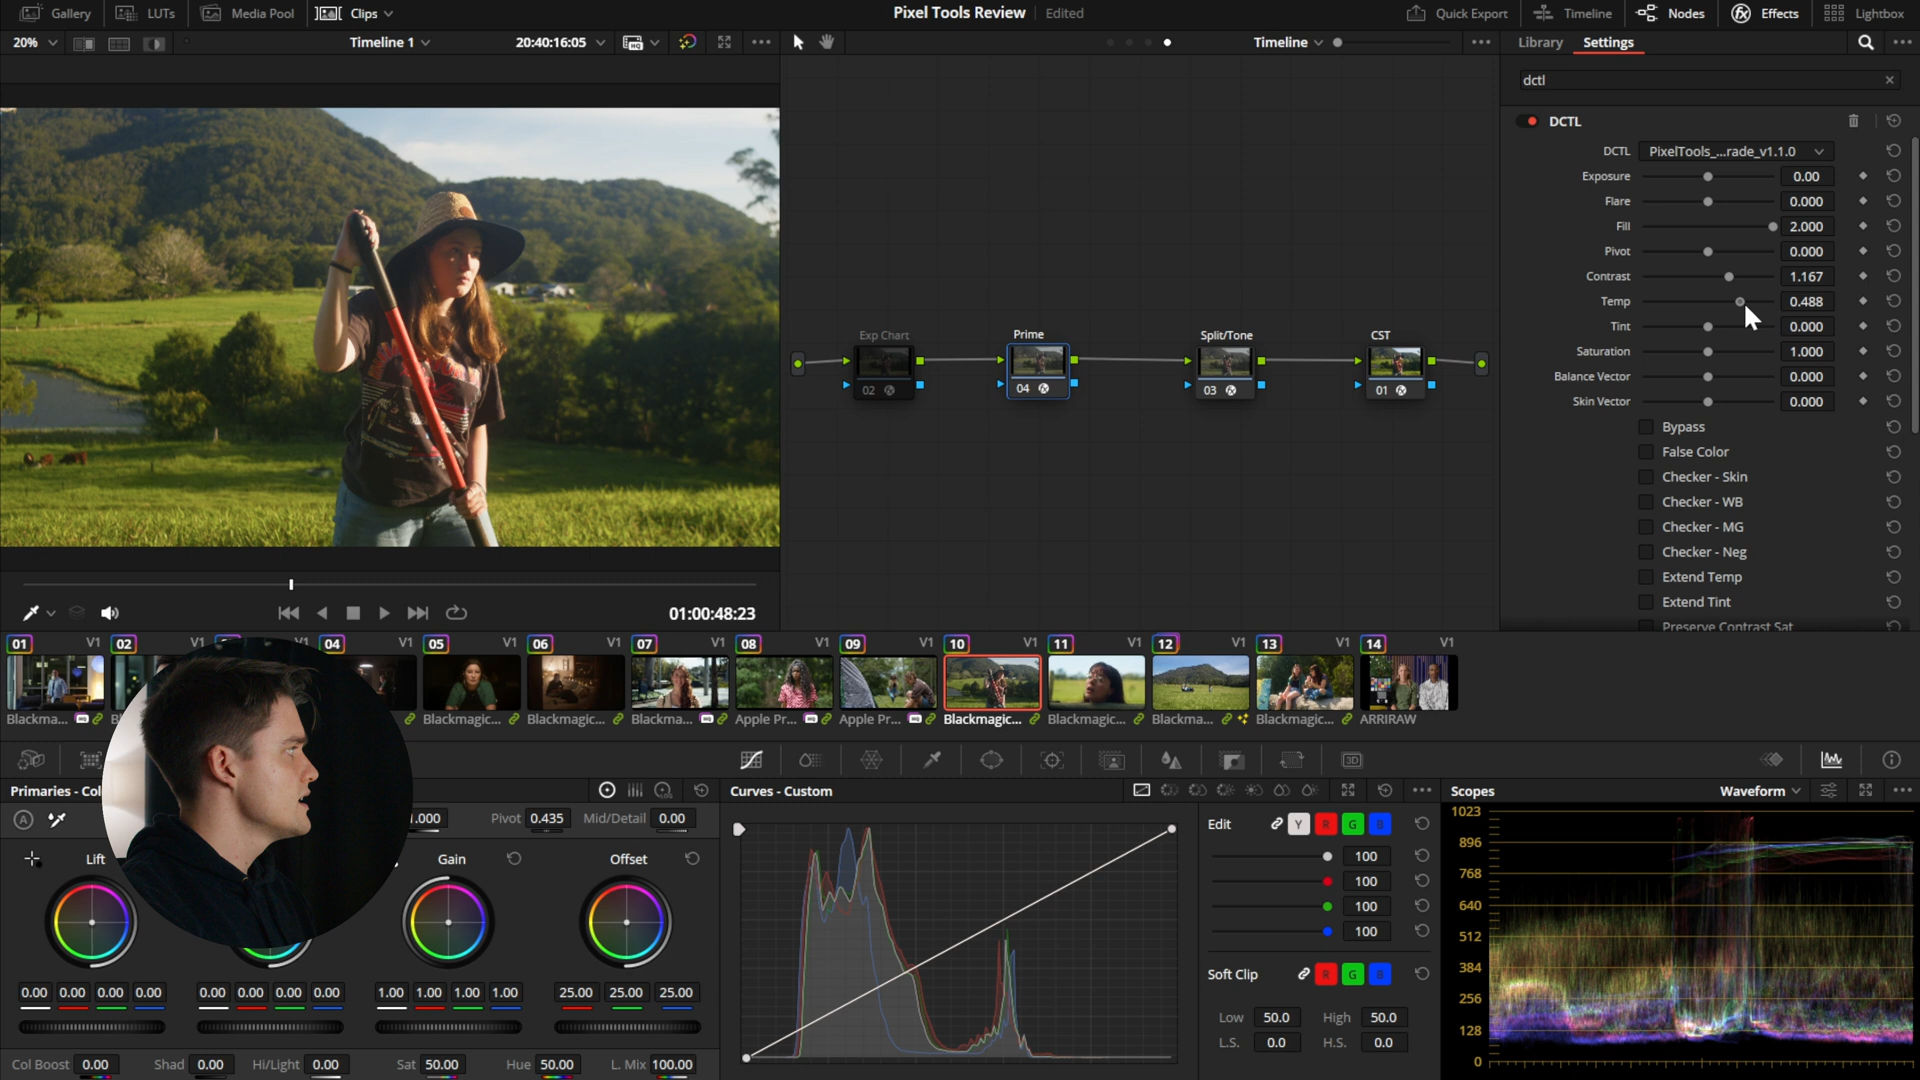 Gallery LUTs Media Pool Clips Pixel Tools Review Edited Quick Export Timeline Nodes Effects Lightbox
20% Timeline 1 20:40:16:05 Timeline Library Settings
dctl
DCTL
DCTL PixelTools_...rade_v1.1.0
Exposure 0.00
Flare 0.000
Fill 2.000
Pivot 0.000
Contrast 1.167
Temp 0.488
Tint 0.000
Saturation 1.000
Balance Vector 0.000
Skin Vector 0.000
Bypass
False Color
Checker - Skin
Checker - WB
Checker - MG
Checker - Neg
Extend Temp
Extend Tint
Preserve Contrast Sat
Exp Chart Prime Split/Tone CST
02 04 03 01
01:00:48:23
01 V1 02 V1 04 V1 05 V1 06 V1 07 V1 08 V1 09 V1 10 V1 11 V1 12 V1 13 V1 14 V1
Blackma... Bl Blackmagic... Blackmagic... Blackma... Apple Pr... Apple Pr... Blackmagic... Blackmagic... Blackma... Blackmagic... ARRIRAW
3D
Primaries - Col Curves - Custom Scopes Waveform
A .000 Pivot 0.435 Mid/Detail 0.00
Lift Gain Offset
0.00 0.00 0.00 0.00 0.00 0.00 0.00 0.00 1.00 1.00 1.00 1.00 25.00 25.00 25.00
Col Boost 0.00 Shad 0.00 Hi/Light 0.00 Sat 50.00 Hue 50.00 L. Mix 100.00
Edit Y R G B
100
100
100
100
Soft Clip R G B
Low 50.0 High 50.0
L.S. 0.0 H.S. 0.0
1023
896
768
640
512
384
256
128
0